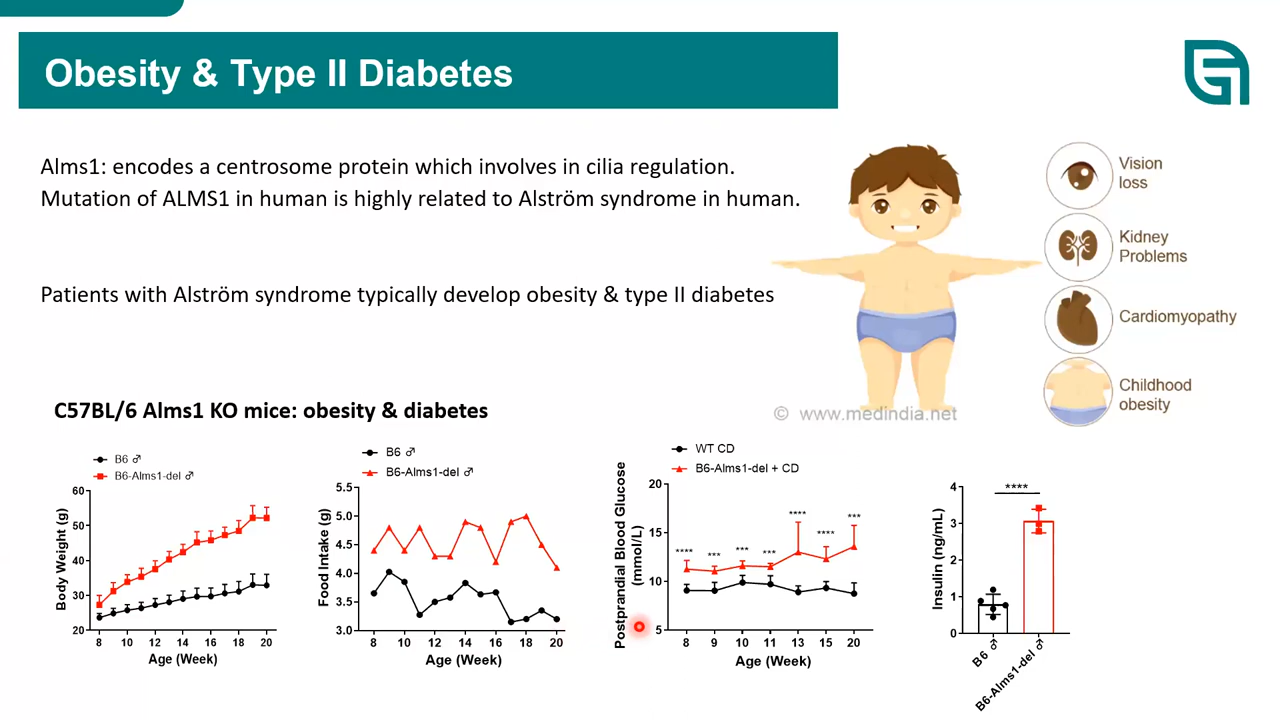 Obesity & Type II Diabetes
Alms1: encodes a centrosome protein which involves in cilia regulation.
Mutation of ALMS1 in human is highly related to Alström syndrome in human.
Patients with Alström syndrome typically develop obesity & type II diabetes
Vision
loss
Kidney
Problems
Cardiomyopathy
Childhood
obesity
© www.medindia.net
C57BL/6 Alms1 KO mice: obesity & diabetes
B6 ♂
B6-Alms1-del ♂
Body Weight (g)
60
50
40
30
20
8 10 12 14 16 18 20
Age (Week)
B6 ♂
B6-Alms1-del ♂
Food Intake (g)
5.5
5.0
4.5
4.0
3.5
3.0
8 10 12 14 16 18 20
Age (Week)
WT CD
B6-Alms1-del + CD
Postprandial Blood Glucose
(mmol/L)
20
15
10
5
**** *** *** *** **** **** ***
8 9 10 11 13 15 20
Age (Week)
****
Insulin (ng/mL)
4
3
2
1
0
B6 ♂
B6-Alms1-del ♂